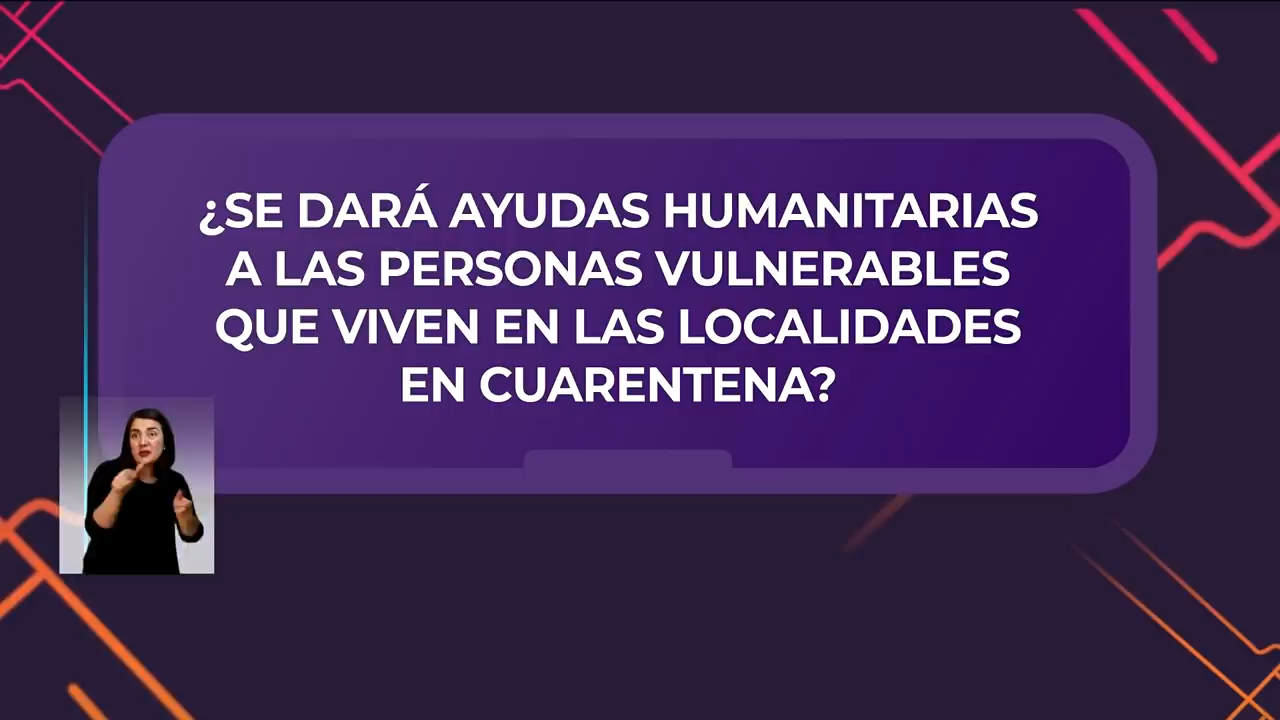 ¿SE DARÁ AYUDAS HUMANITARIAS
A LAS PERSONAS VULNERABLES
QUE VIVEN EN LAS LOCALIDADES
EN CUARENTENA?